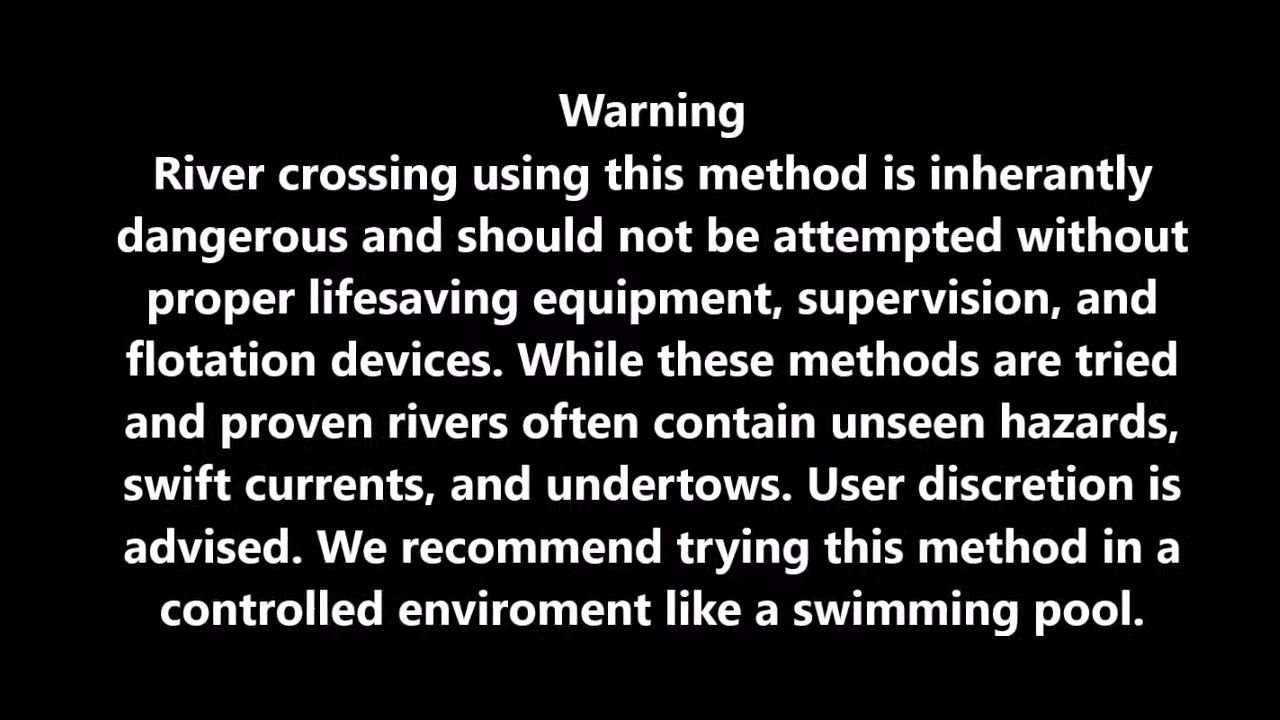 Warning
River crossing using this method is inherantly
dangerous and should not be attempted without
proper lifesaving equipment, supervision, and
flotation devices. While these methods are tried
and proven rivers often contain unseen hazards,
swift currents, and undertows. User discretion is
advised. We recommend trying this method in a
controlled enviroment like a swimming pool.